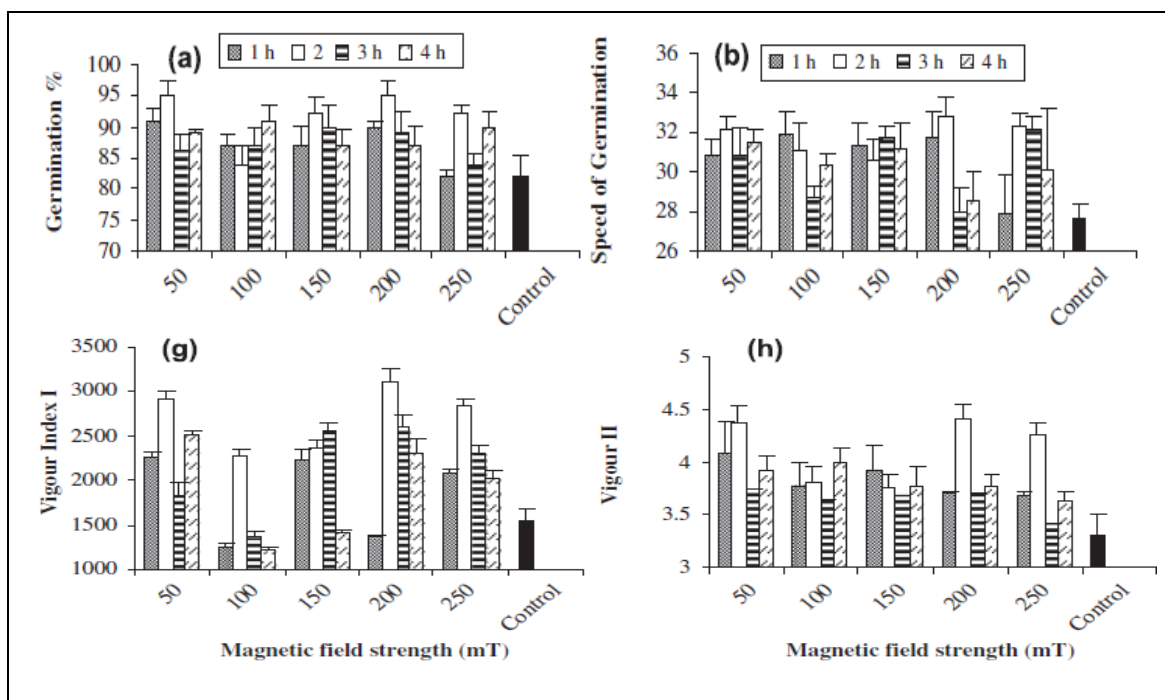 (a)
1 h 2 3 h 4 h
Germination %
100
95
90
85
80
75
70
50 100 150 200 250 Control
(b)
1 h 2 h 3 h 4 h
Speed of Germination
36
34
32
30
28
26
50 100 150 200 250 Control
(g)
Vigour Index I
3500
3000
2500
2000
1500
1000
50 100 150 200 250 Control
Magnetic field strength (mT)
(h)
Vigour II
5
4.5
4
3.5
3
50 100 150 200 250 Control
Magnetic field strength (mT)